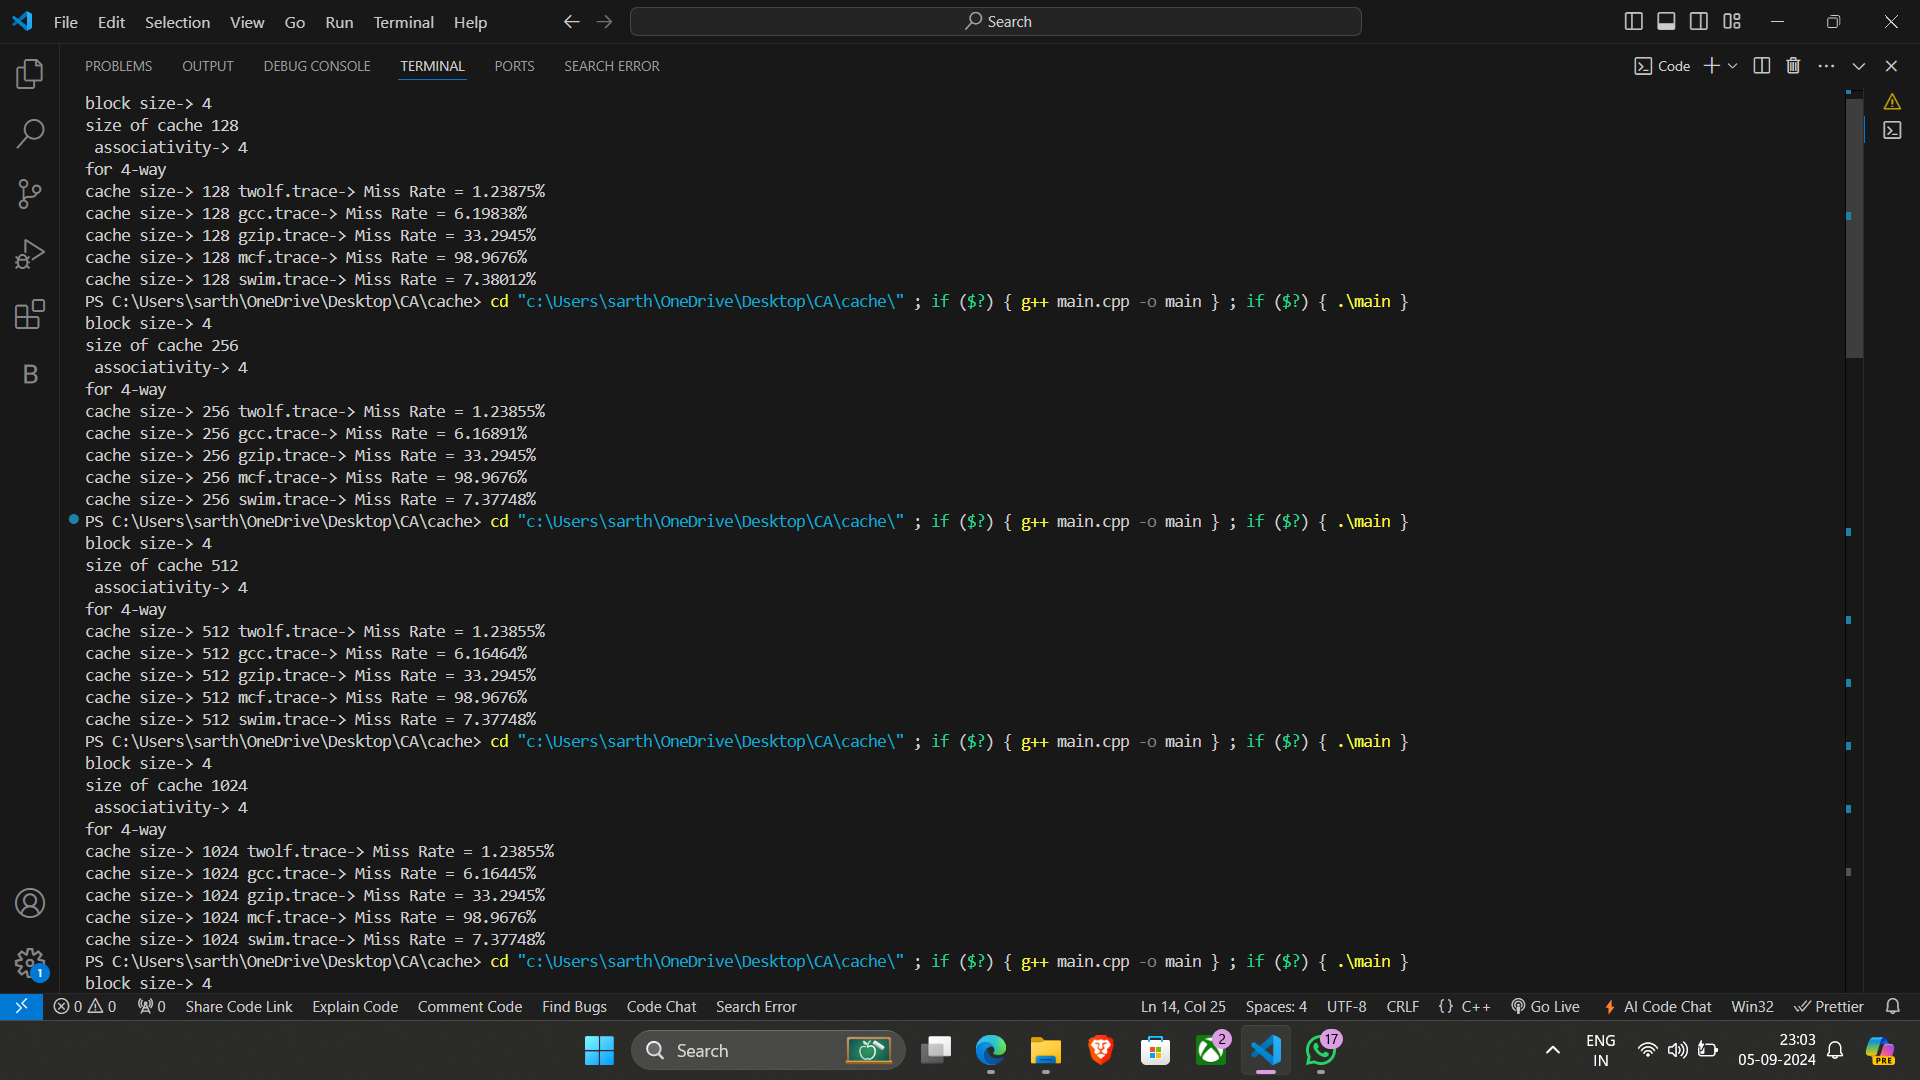 File Edit Selection View Go Run Terminal Help
Search
PROBLEMS OUTPUT DEBUG CONSOLE TERMINAL PORTS SEARCH ERROR
Code
block size-> 4
size of cache 128
associativity-> 4
for 4-way
cache size-> 128 twolf.trace-> Miss Rate = 1.23875%
cache size-> 128 gcc.trace-> Miss Rate = 6.19838%
cache size-> 128 gzip.trace-> Miss Rate = 33.2945%
cache size-> 128 mcf.trace-> Miss Rate = 98.9676%
cache size-> 128 swim.trace-> Miss Rate = 7.38012%
PS C:\Users\sarth\OneDrive\Desktop\CA\cache> cd "c:\Users\sarth\OneDrive\Desktop\CA\cache\" ; if ($?) { g++ main.cpp -o main } ; if ($?) { .\main }
block size-> 4
size of cache 256
associativity-> 4
for 4-way
cache size-> 256 twolf.trace-> Miss Rate = 1.23855%
cache size-> 256 gcc.trace-> Miss Rate = 6.16891%
cache size-> 256 gzip.trace-> Miss Rate = 33.2945%
cache size-> 256 mcf.trace-> Miss Rate = 98.9676%
cache size-> 256 swim.trace-> Miss Rate = 7.37748%
PS C:\Users\sarth\OneDrive\Desktop\CA\cache> cd "c:\Users\sarth\OneDrive\Desktop\CA\cache\" ; if ($?) { g++ main.cpp -o main } ; if ($?) { .\main }
block size-> 4
size of cache 512
associativity-> 4
for 4-way
cache size-> 512 twolf.trace-> Miss Rate = 1.23855%
cache size-> 512 gcc.trace-> Miss Rate = 6.16464%
cache size-> 512 gzip.trace-> Miss Rate = 33.2945%
cache size-> 512 mcf.trace-> Miss Rate = 98.9676%
cache size-> 512 swim.trace-> Miss Rate = 7.37748%
PS C:\Users\sarth\OneDrive\Desktop\CA\cache> cd "c:\Users\sarth\OneDrive\Desktop\CA\cache\" ; if ($?) { g++ main.cpp -o main } ; if ($?) { .\main }
block size-> 4
size of cache 1024
associativity-> 4
for 4-way
cache size-> 1024 twolf.trace-> Miss Rate = 1.23855%
cache size-> 1024 gcc.trace-> Miss Rate = 6.16445%
cache size-> 1024 gzip.trace-> Miss Rate = 33.2945%
cache size-> 1024 mcf.trace-> Miss Rate = 98.9676%
cache size-> 1024 swim.trace-> Miss Rate = 7.37748%
PS C:\Users\sarth\OneDrive\Desktop\CA\cache> cd "c:\Users\sarth\OneDrive\Desktop\CA\cache\" ; if ($?) { g++ main.cpp -o main } ; if ($?) { .\main }
block size-> 4
B
1
0 0 0 Share Code Link Explain Code Comment Code Find Bugs Code Chat Search Error Ln 14, Col 25 Spaces: 4 UTF-8 CRLF {} C++ Go Live AI Code Chat Win32 Prettier
Search
2
17
ENG
IN
23:03
05-09-2024
PRE